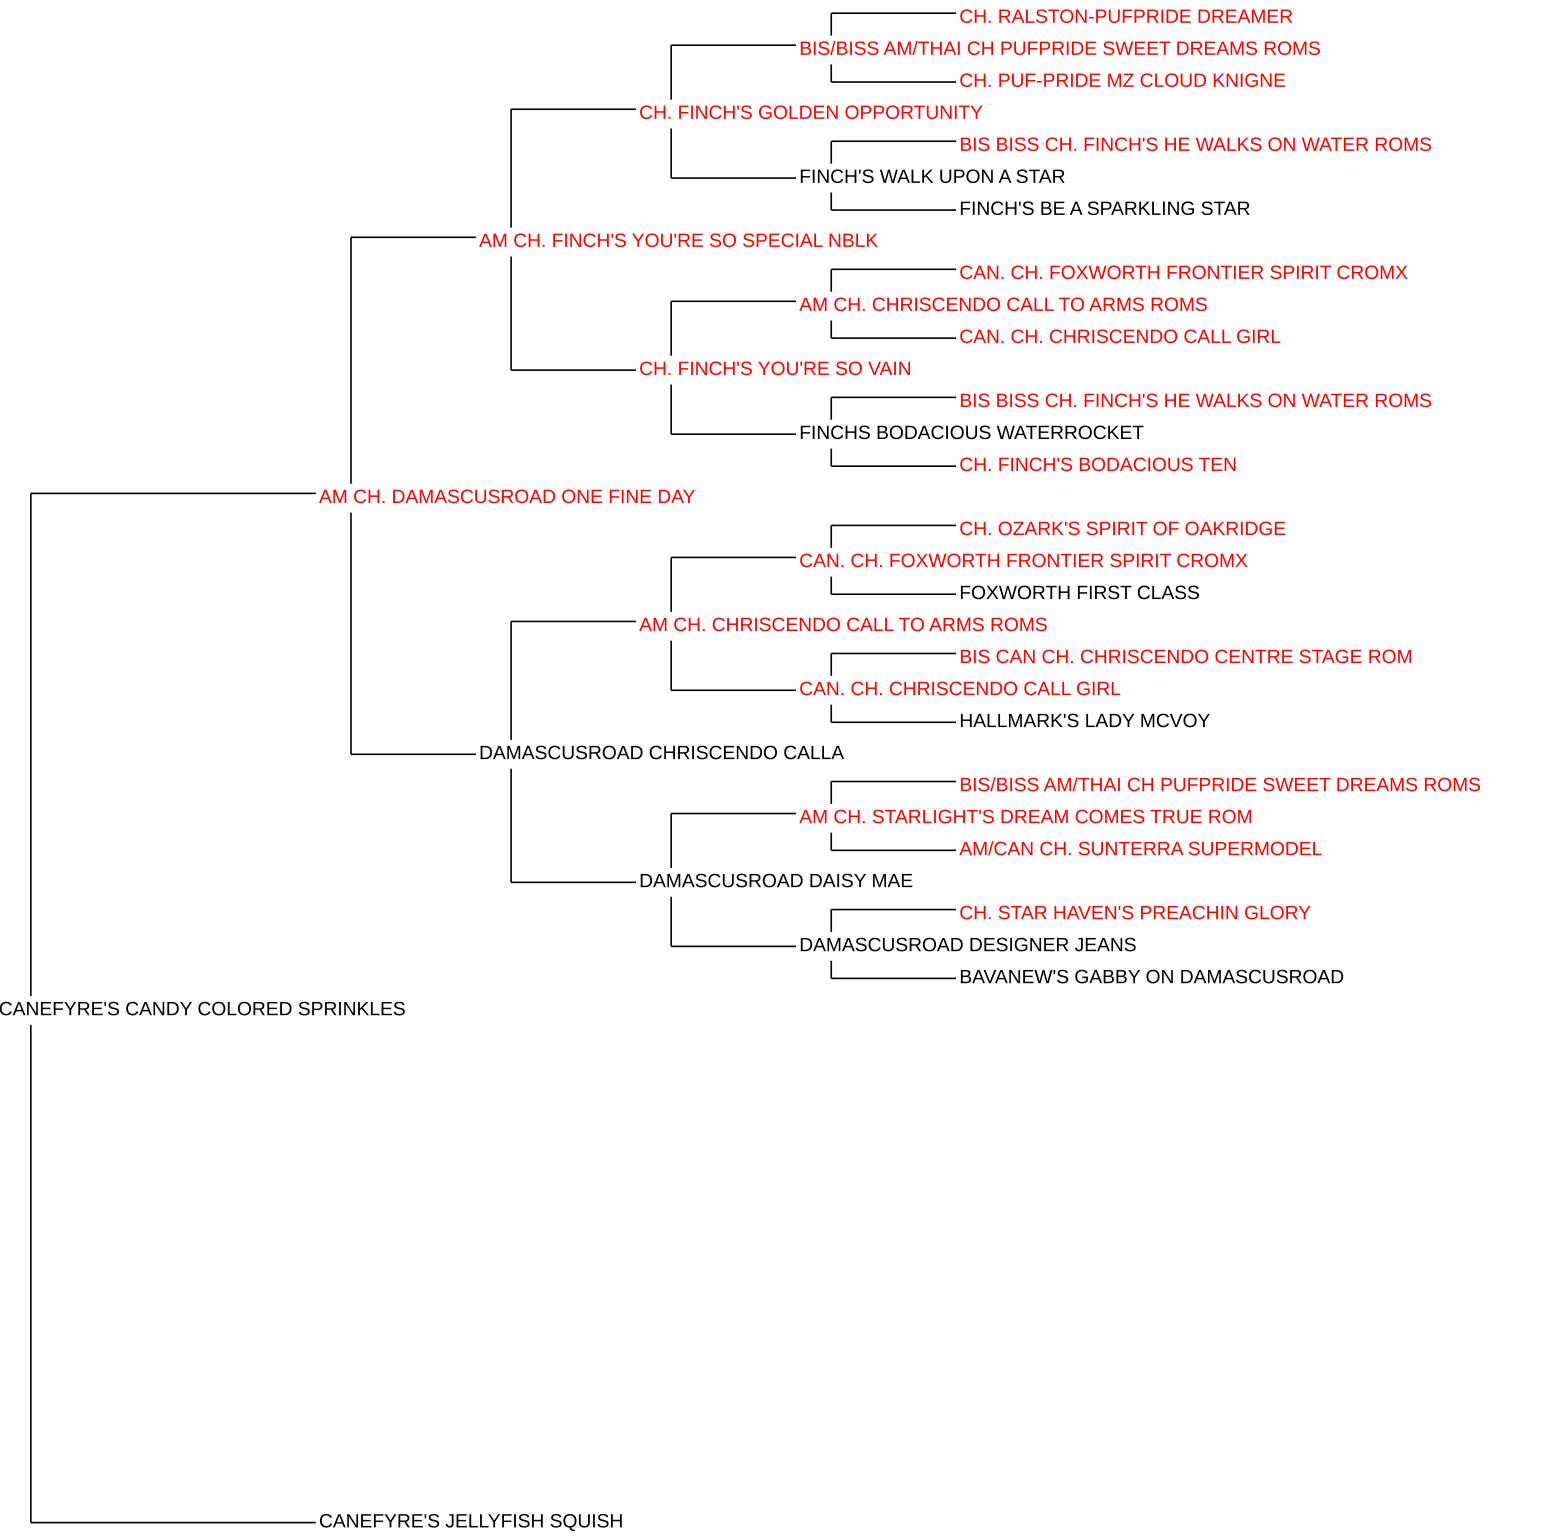 CH. RALSTON-PUFPRIDE DREAMER
BIS/BISS AM/THAI CH PUFPRIDE SWEET DREAMS ROMS
CH. PUF-PRIDE MZ CLOUD KNIGNE
CH. FINCH'S GOLDEN OPPORTUNITY
BIS BISS CH. FINCH'S HE WALKS ON WATER ROMS
FINCH'S WALK UPON A STAR
FINCH'S BE A SPARKLING STAR
AM CH. FINCH'S YOU'RE SO SPECIAL NBLK
CAN. CH. FOXWORTH FRONTIER SPIRIT CROMX
AM CH. CHRISCENDO CALL TO ARMS ROMS
CAN. CH. CHRISCENDO CALL GIRL
CH. FINCH'S YOU'RE SO VAIN
BIS BISS CH. FINCH'S HE WALKS ON WATER ROMS
FINCHS BODACIOUS WATERROCKET
CH. FINCH'S BODACIOUS TEN
AM CH. DAMASCUSROAD ONE FINE DAY
CH. OZARK'S SPIRIT OF OAKRIDGE
CAN. CH. FOXWORTH FRONTIER SPIRIT CROMX
FOXWORTH FIRST CLASS
AM CH. CHRISCENDO CALL TO ARMS ROMS
BIS CAN CH. CHRISCENDO CENTRE STAGE ROM
CAN. CH. CHRISCENDO CALL GIRL
HALLMARK'S LADY MCVOY
DAMASCUSROAD CHRISCENDO CALLA
BIS/BISS AM/THAI CH PUFPRIDE SWEET DREAMS ROMS
AM CH. STARLIGHT'S DREAM COMES TRUE ROM
AM/CAN CH. SUNTERRA SUPERMODEL
DAMASCUSROAD DAISY MAE
CH. STAR HAVEN'S PREACHIN GLORY
DAMASCUSROAD DESIGNER JEANS
BAVANEW'S GABBY ON DAMASCUSROAD
CANEFYRE'S CANDY COLORED SPRINKLES
CANEFYRE'S JELLYFISH SQUISH